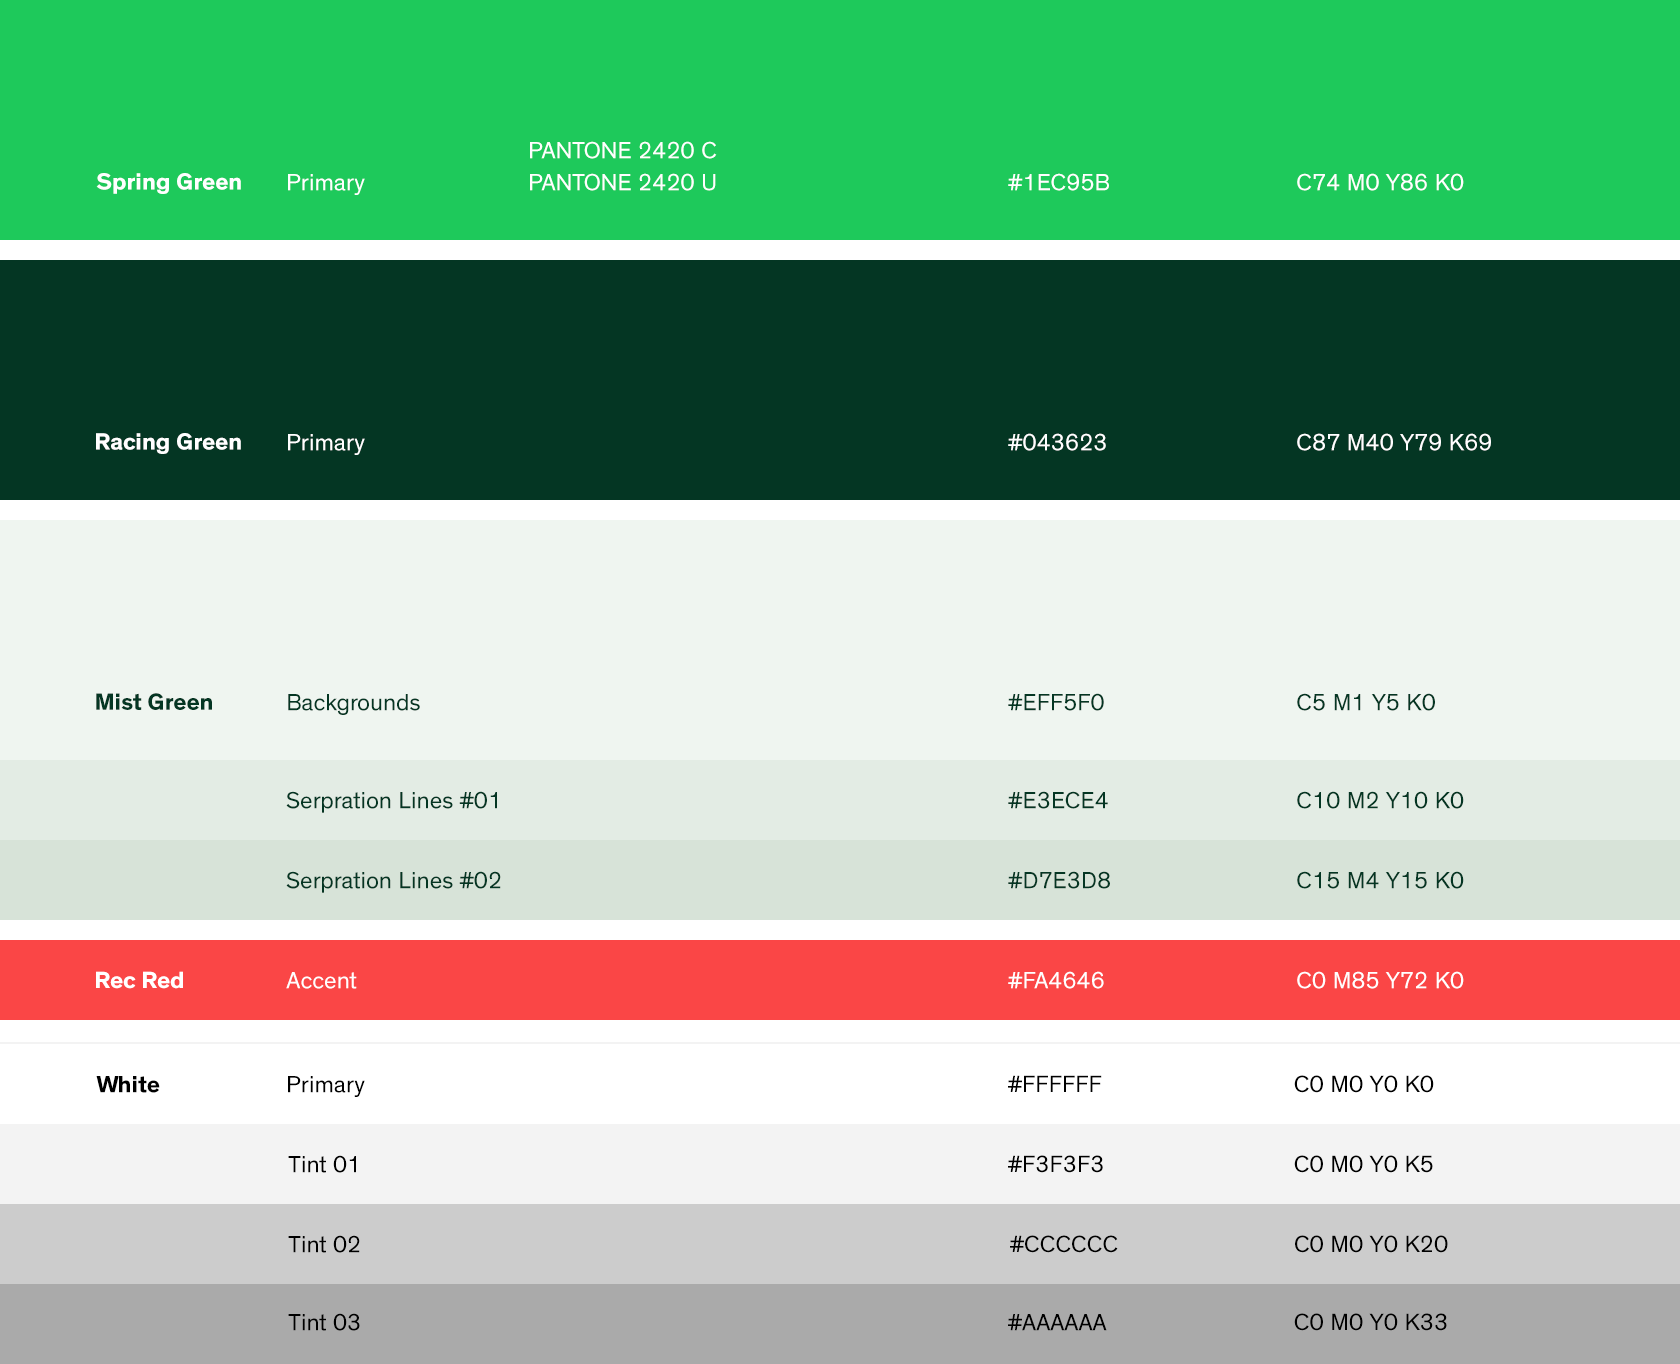 PANTONE 2420 C
Spring Green Primary PANTONE 2420 U #1EC95B C74 M0 Y86 K0
Racing Green Primary #043623 C87 M40 Y79 K69
Mist Green Backgrounds #EFF5F0 C5 M1 Y5 K0
Serpration Lines #01 #E3ECE4 C10 M2 Y10 K0
Serpration Lines #02 #D7E3D8 C15 M4 Y15 K0
Rec Red Accent #FA4646 C0 M85 Y72 K0
White Primary #FFFFFF C0 M0 Y0 K0
Tint 01 #F3F3F3 C0 M0 Y0 K5
Tint 02 #CCCCCC C0 M0 Y0 K20
Tint 03 #AAAAAA C0 M0 Y0 K33